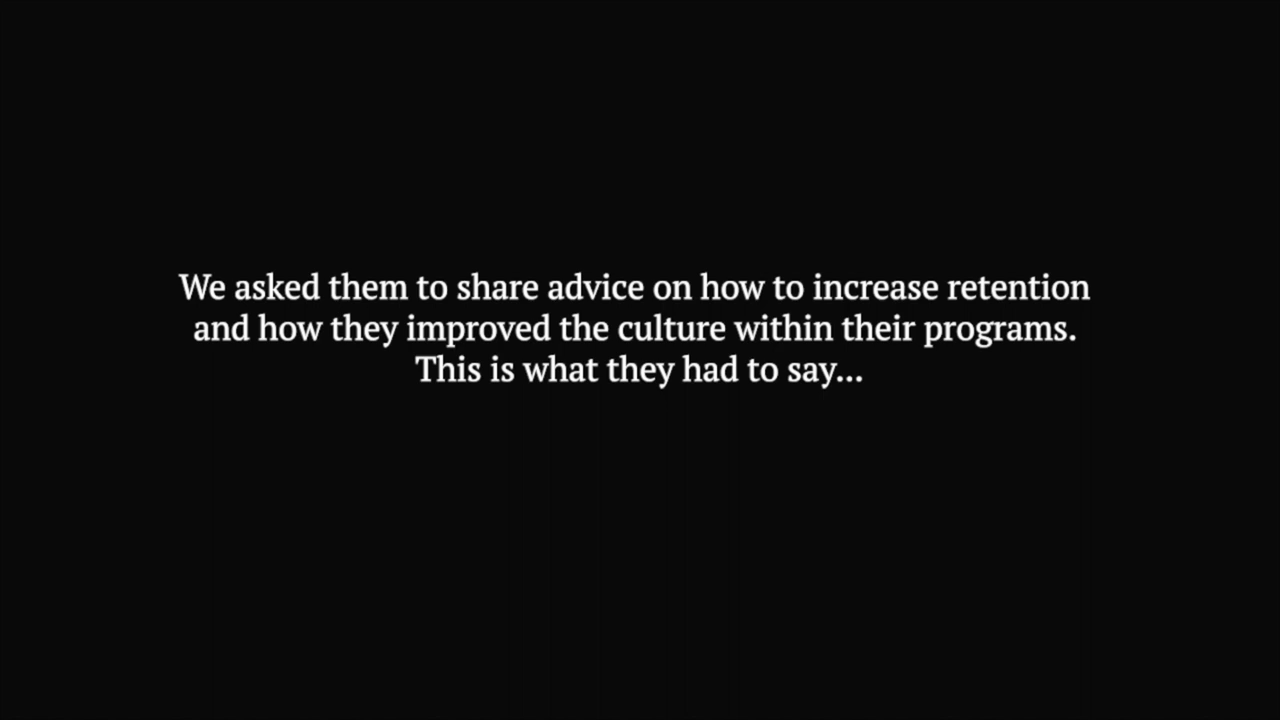 We asked them to share advice on how to increase retention
and how they improved the culture within their programs.
This is what they had to say...